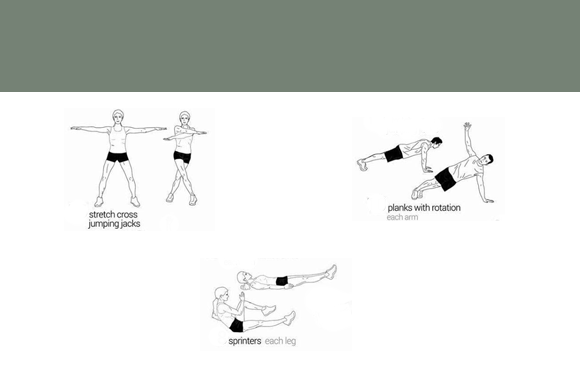 stretch cross
jumping jacks
planks with rotation
each arm
sprinters each leg